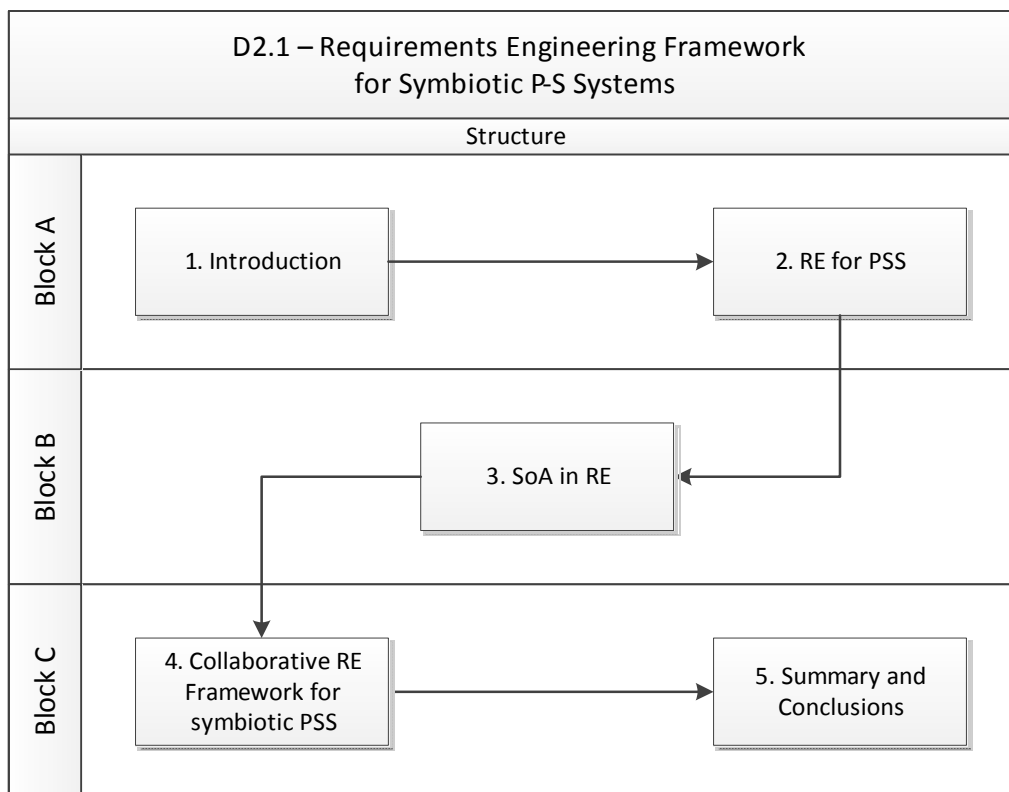 D2.1 – Requirements Engineering Framework
for Symbiotic P-S Systems
Structure
Block A
1. Introduction
2. RE for PSS
Block B
3. SoA in RE
Block C
4. Collaborative RE
Framework for
symbiotic PSS
5. Summary and
Conclusions